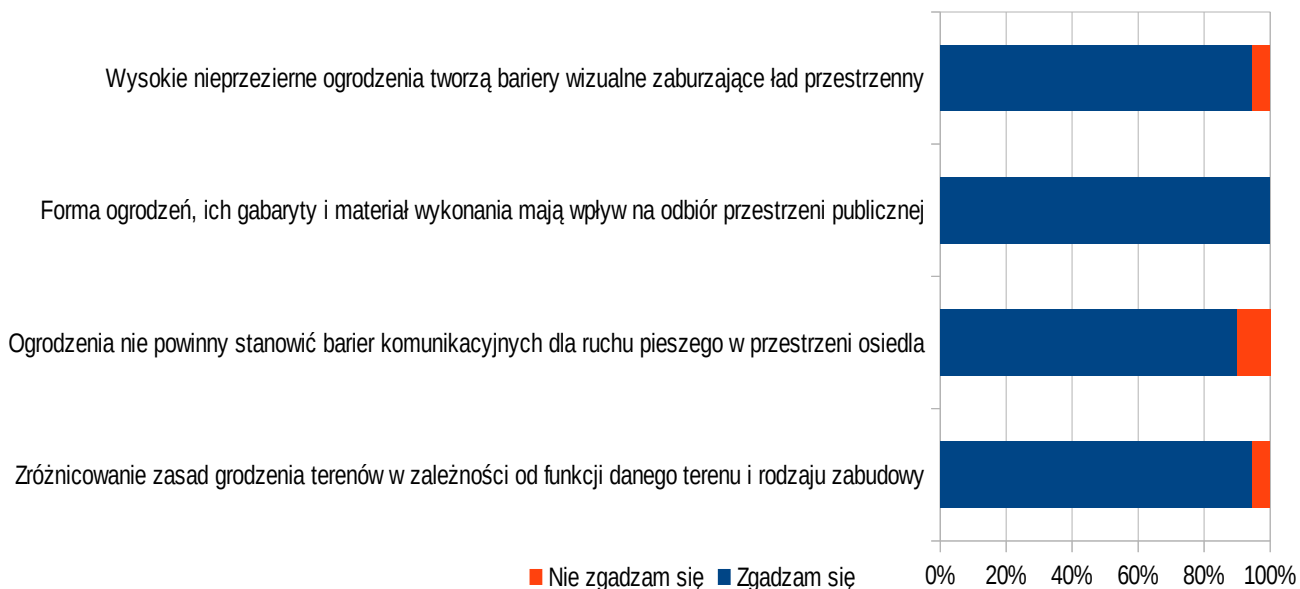 Wysokie nieprzezierne ogrodzenia tworzą bariery wizualne zaburzające ład przestrzenny
Forma ogrodzeń, ich gabaryty i materiał wykonania mają wpływ na odbiór przestrzeni publicznej
Ogrodzenia nie powinny stanowić barier komunikacyjnych dla ruchu pieszego w przestrzeni osiedla
Zróżnicowanie zasad grodzenia terenów w zależności od funkcji danego terenu i rodzaju zabudowy
Nie zgadzam się Zgadzam się 0% 20% 40% 60% 80% 100%